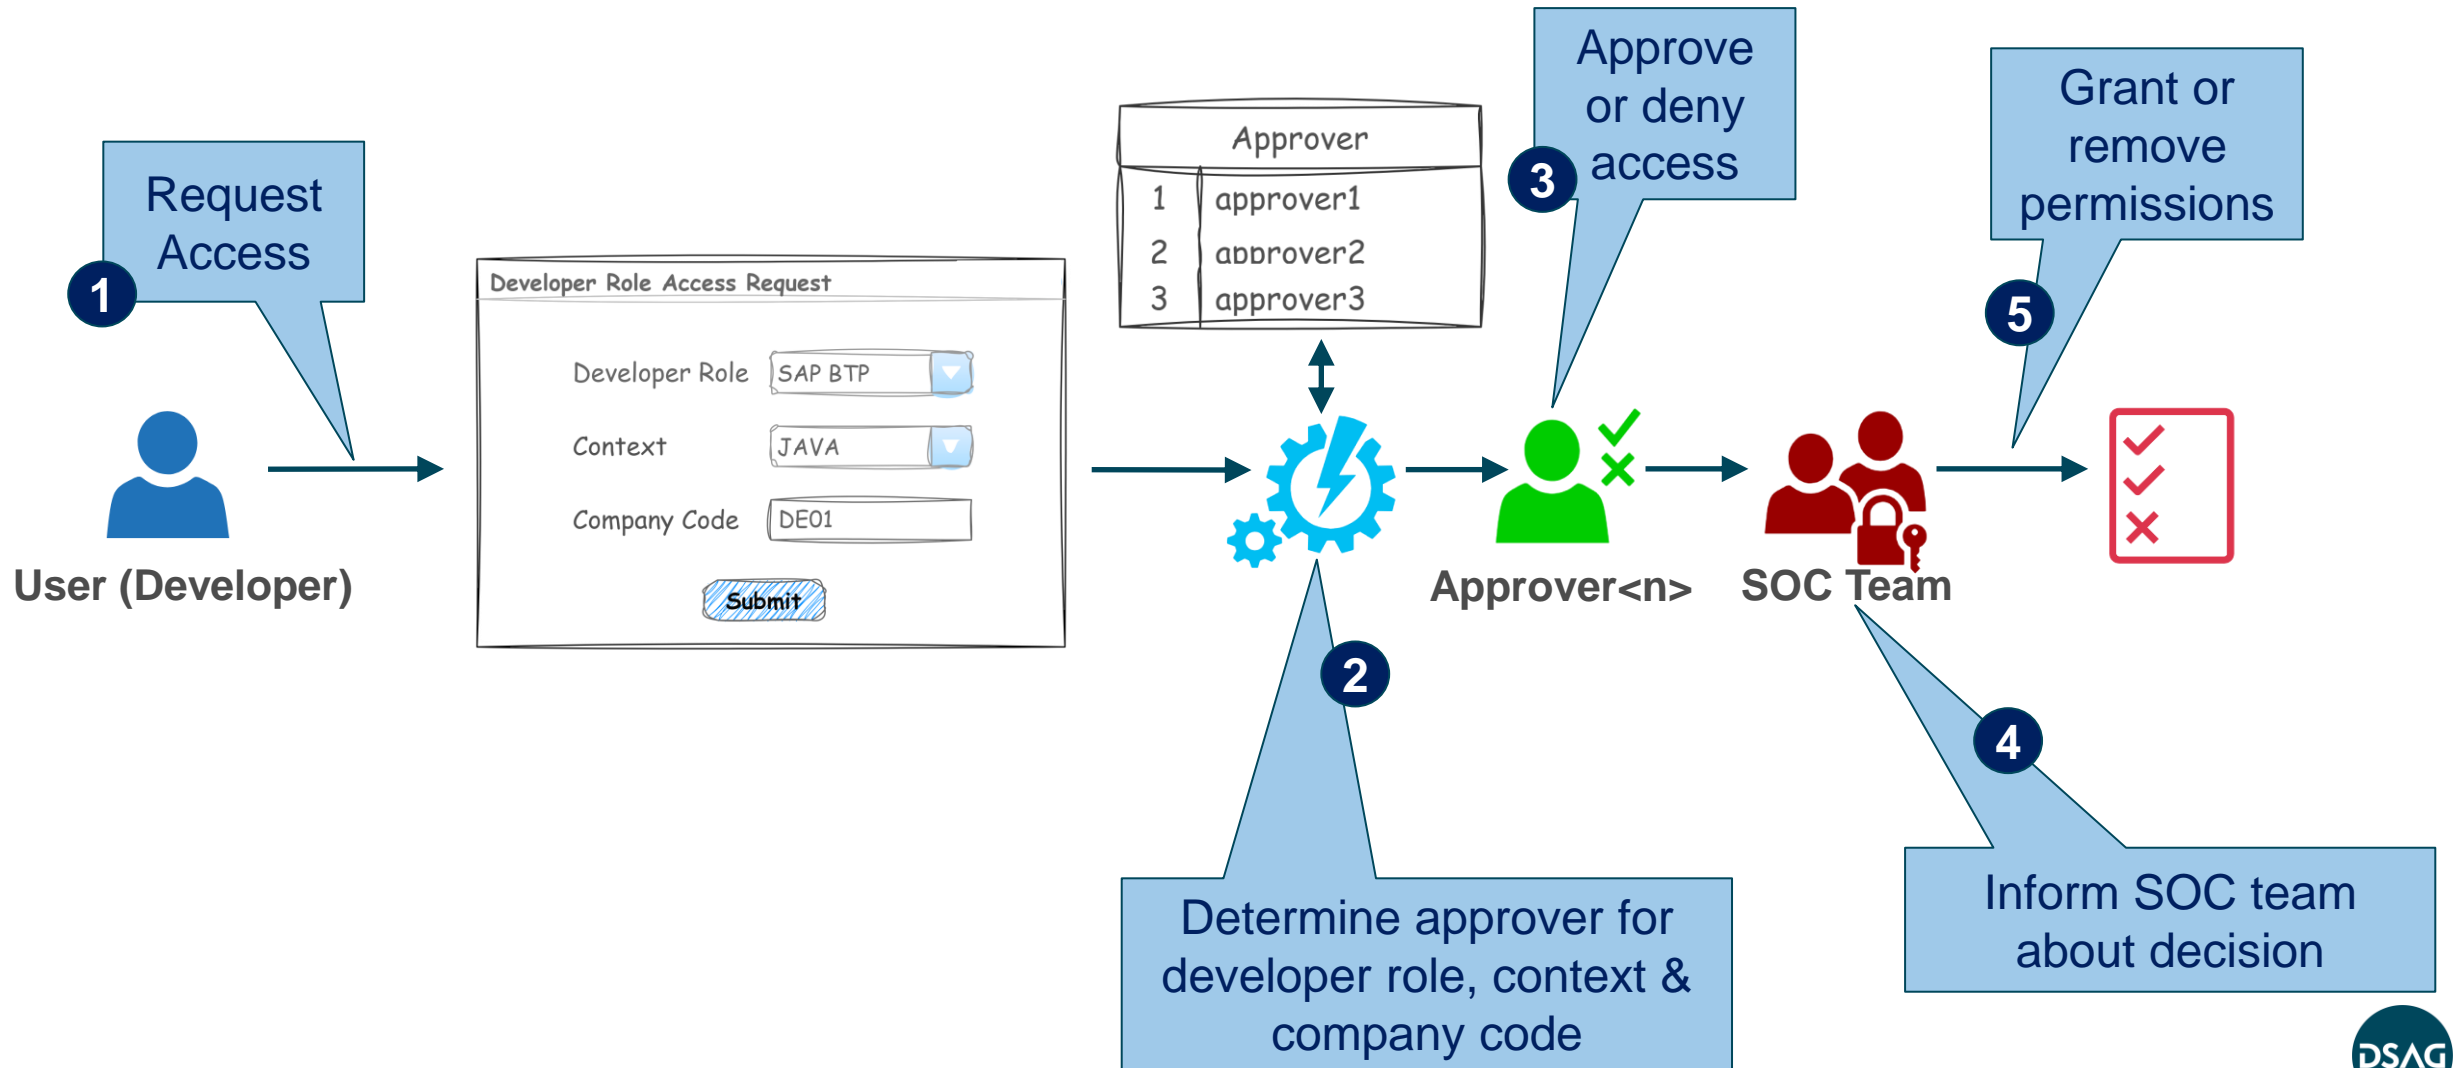 Request
Access
1
User (Developer)
Developer Role Access Request
Developer Role
SAP BTP
Context
JAVA
Company Code
DE01
Submit
Approver
1 approver1
2 approver2
3 approver3
2
Determine approver for
developer role, context &
company code
Approve
or deny
access
3
Approver<n>
SOC Team
4
Inform SOC team
about decision
Grant or
remove
permissions
5
DSAG